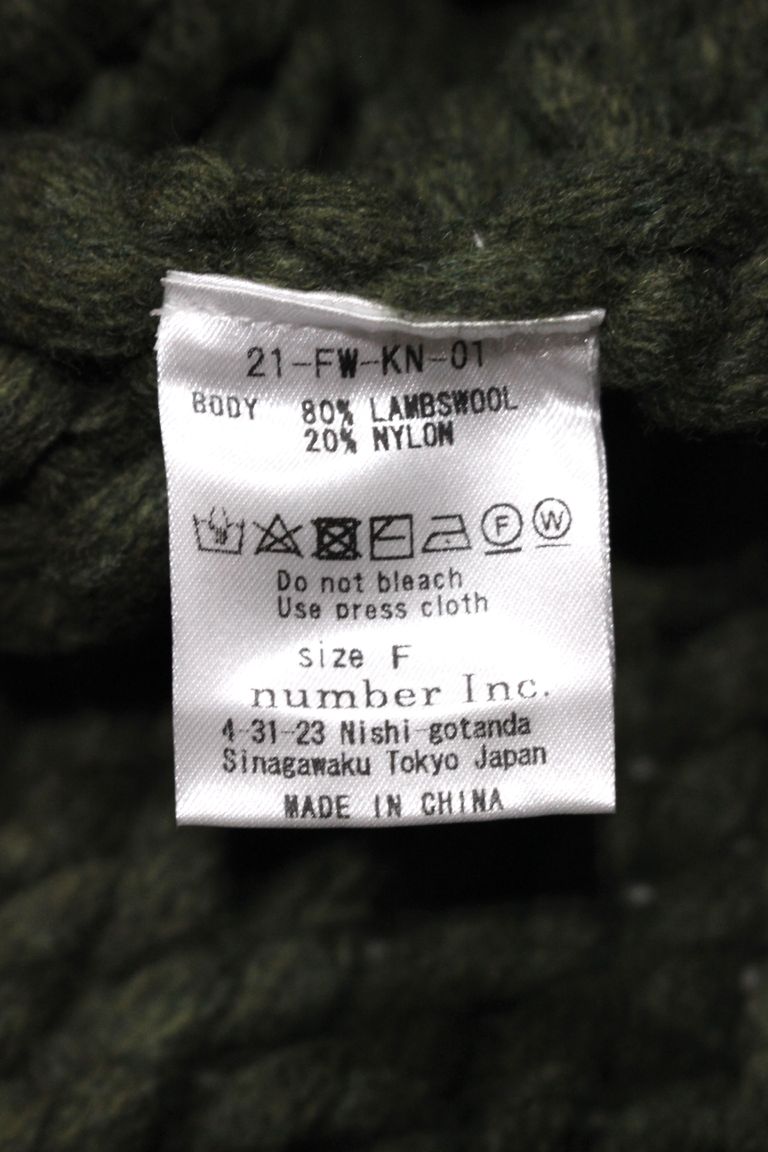 21-FW-KN-01
BODY 80% LAMBSWOOL
20% NYLON
F W
Do not bleach
Use press cloth
size F
number Inc.
4-31-23 Nishi-gotanda
Sinagawaku Tokyo Japan
MADE IN CHINA